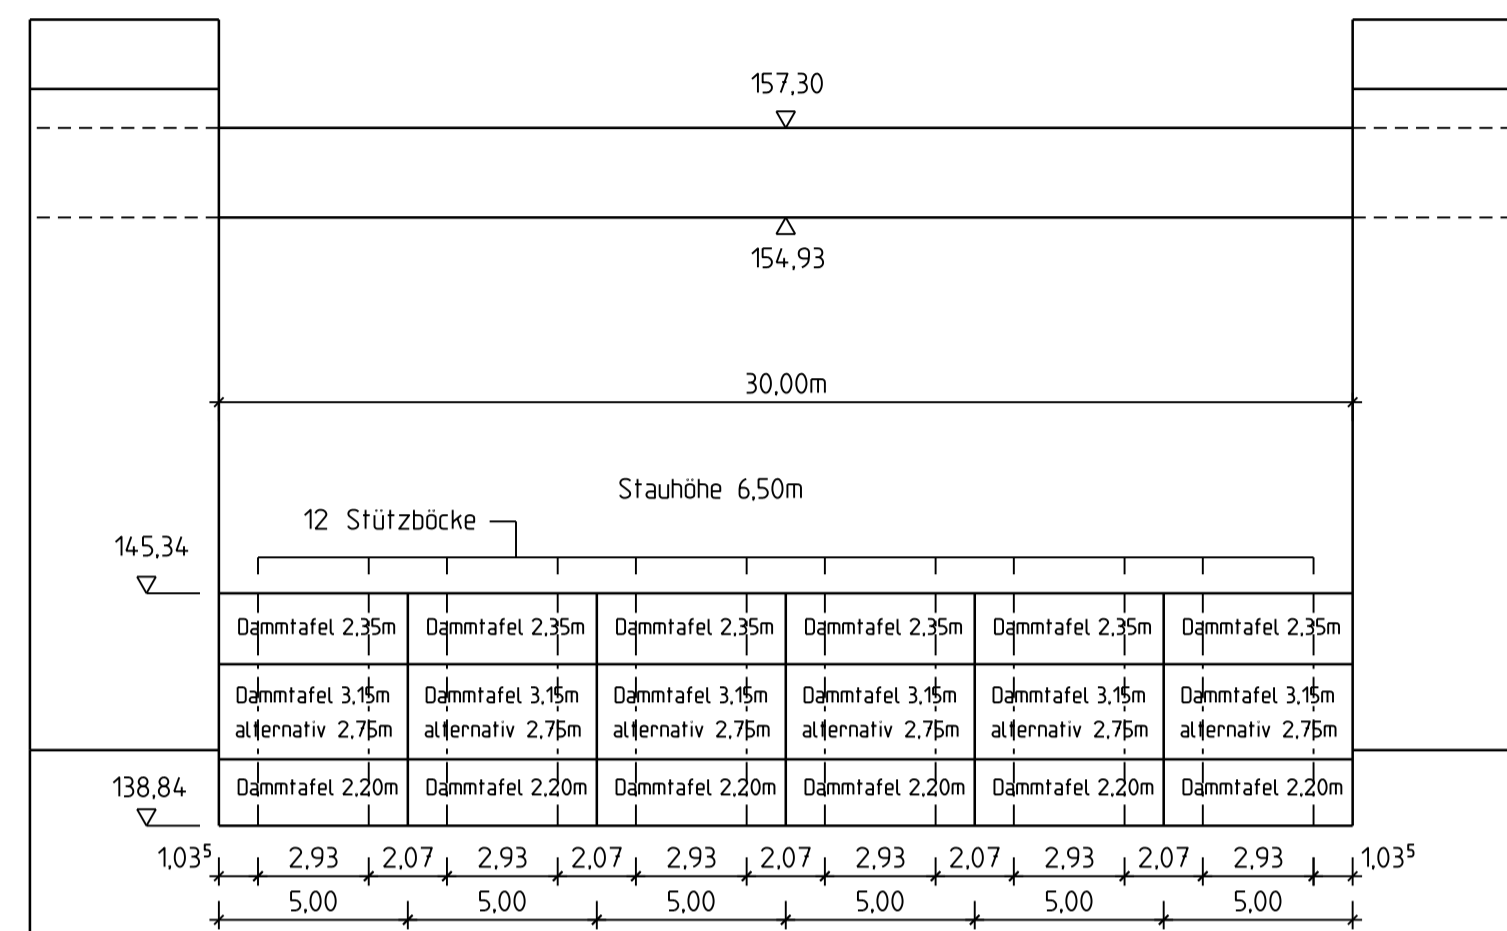 157,30
154,93
30,00m
Stauhöhe 6,50m
12 Stützböcke
145,34
Dammtafel 2,35m Dammtafel 2,35m Dammtafel 2,35m Dammtafel 2,35m Dammtafel 2,35m Dammtafel 2,35m
Dammtafel 3,15m Dammtafel 3,15m Dammtafel 3,15m Dammtafel 3,15m Dammtafel 3,15m Dammtafel 3,15m
alternativ 2,75m alternativ 2,75m alternativ 2,75m alternativ 2,75m alternativ 2,75m alternativ 2,75m
138,84
Dammtafel 2,20m Dammtafel 2,20m Dammtafel 2,20m Dammtafel 2,20m Dammtafel 2,20m Dammtafel 2,20m
1,03⁵ 2,93 2,07 2,93 2,07 2,93 2,07 2,93 2,07 2,93 2,07 2,93 1,03⁵
5,00 5,00 5,00 5,00 5,00 5,00